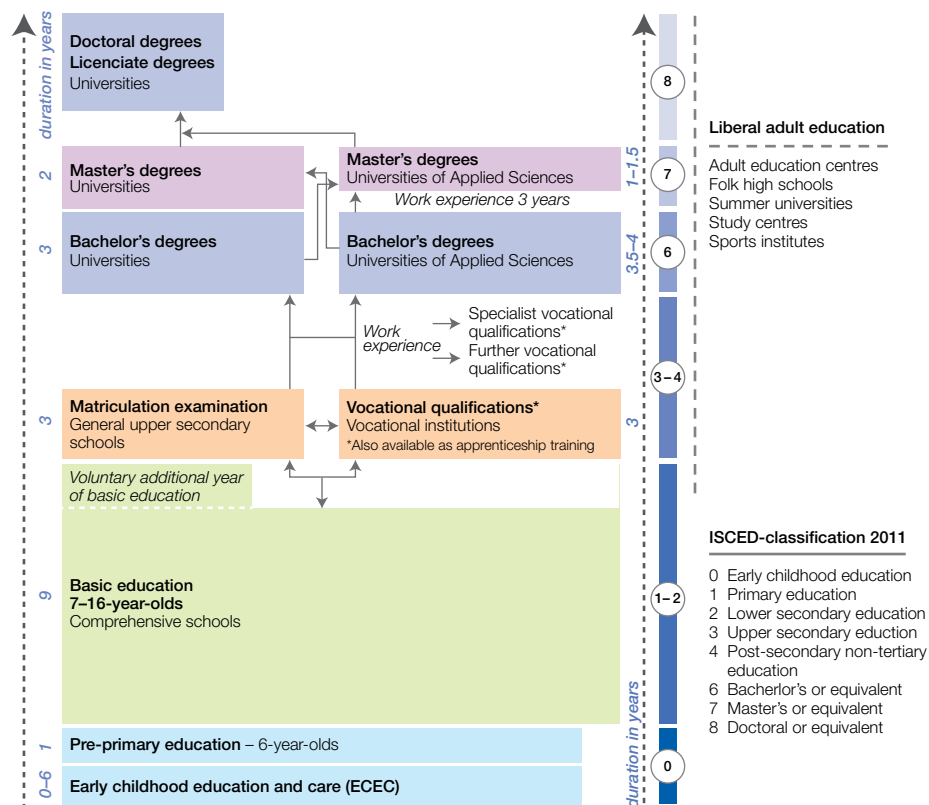 duration in years
Doctoral degrees
Licenciate degrees
Universities
8
Liberal adult education
Adult education centres
Folk high schools
Summer universities
Study centres
Sports institutes
2
Master's degrees
Universities
Master's degrees
Universities of Applied Sciences
1–1.5
7
Work experience 3 years
3
Bachelor's degrees
Universities
Bachelor's degrees
Universities of Applied Sciences
3.5–4
6
Work
experience
Specialist vocational
qualifications*
Further vocational
qualifications*
3–4
3
Matriculation examination
General upper secondary
schools
Vocational qualifications*
Vocational institutions
*Also available as apprenticeship training
3
Voluntary additional year
of basic education
9
Basic education
7–16-year-olds
Comprehensive schools
1–2
ISCED-classification 2011
0 Early childhood education
1 Primary education
2 Lower secondary education
3 Upper secondary eduction
4 Post-secondary non-tertiary
education
6 Bacherlor's or equivalent
7 Master's or equivalent
8 Doctoral or equivalent
1
Pre-primary education – 6-year-olds
0–6
Early childhood education and care (ECEC)
duration in years
0